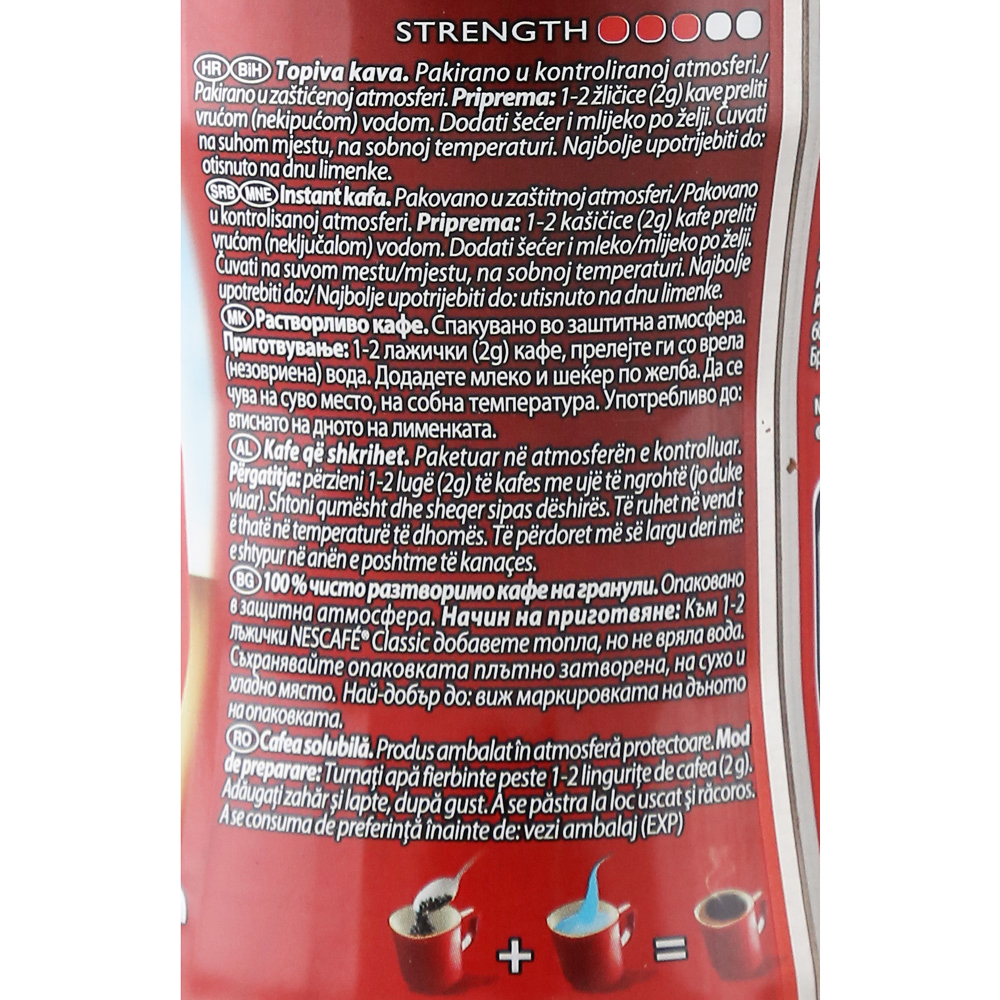 STRENGTH
HR BiH Topiva kava. Pakirano u kontroliranoj atmosferi./
Pakirano u zaštićenoj atmosferi. Priprema: 1-2 žličice (2g) kave preliti
vrućom (nekipućom) vodom. Dodati šećer i mlijeko po želji. Čuvati
na suhom mjestu, na sobnoj temperaturi. Najbolje upotrijebiti do:
otisnuto na dnu limenke.
SRB MNE Instant kafa. Pakovano u zaštitnoj atmosferi./ Pakovano
u kontrolisanoj atmosferi. Priprema: 1-2 kašičice (2g) kafe preliti
vrućom (neključalom) vodom. Dodati šećer i mleko/mlijeko po želji.
Čuvati na suvom mestu/mjestu, na sobnoj temperaturi. Najbolje
upotrebiti do:/ Najbolje upotrijebiti do: utisnuto na dnu limenke.
MK Растворливо кафе. Спакувано во заштитна атмосфера.
Приготвување: 1-2 лажички (2g) кафе, прелејте ги со врела
(незовриена) вода. Додадете млеко и шеќер по желба. Да се
чува на суво место, на собна температура. Употребливо до:
втиснато на дното на лименката.
AL Kafe që shkrihet. Paketuar në atmosferën e kontrolluar.
Përgatitja: përzieni 1-2 lugë (2g) të kafes me ujë të ngrohtë (jo duke
vluar). Shtoni qumësht dhe sheqer sipas dëshirës. Të ruhet në vend t
ë thatë në temperaturë të dhomës. Të përdoret më së largu deri më:
e shtypur në anën e poshtme të kanaçes.
BG 100 % чисто разтворимо кафе на гранули. Опаковано
в защитна атмосфера. Начин на приготвяне: Към 1-2
лъжички NESCAFÉ® Classic добавете топла, но не вряла вода.
Съхранявайте опаковката плътно затворена, на сухо и
хладно място. Най-добър до: виж маркировката на дъното
на опаковката.
RO Cafea solubilă. Produs ambalat în atmosferă protectoare. Mod
de preparare: Turnați apă fierbinte peste 1-2 lingurițe de cafea (2 g).
Adăugați zahăr și lapte, după gust. A se păstra la loc uscat și răcoros.
A se consuma de preferință înainte de: vezi ambalaj (EXP)
+ =